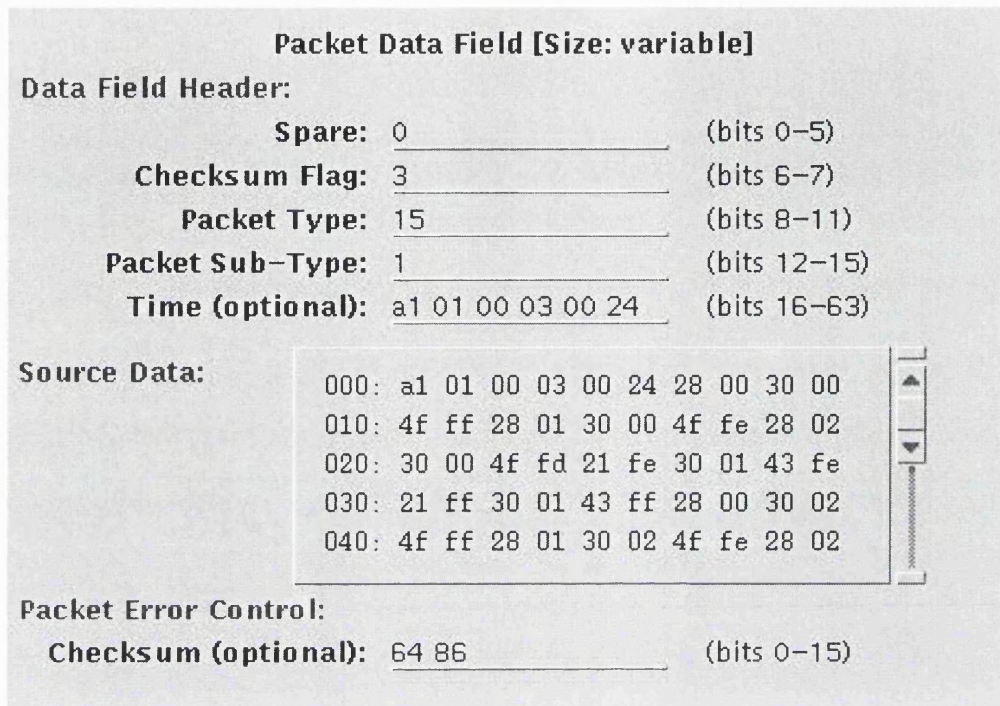 Packet Data Field [Size: variable]
Data Field Header:
Spare: 0 (bits 0-5)
Checksum Flag: 3 (bits 6-7)
Packet Type: 15 (bits 8-11)
Packet Sub-Type: 1 (bits 12-15)
Time (optional): a1 01 00 03 00 24 (bits 16-63)
Source Data:
000: a1 01 00 03 00 24 28 00 30 00
010: 4f ff 28 01 30 00 4f fe 28 02
020: 30 00 4f fd 21 fe 30 01 43 fe
030: 21 ff 30 01 43 ff 28 00 30 02
040: 4f ff 28 01 30 02 4f fe 28 02
Packet Error Control:
Checksum (optional): 64 86 (bits 0-15)